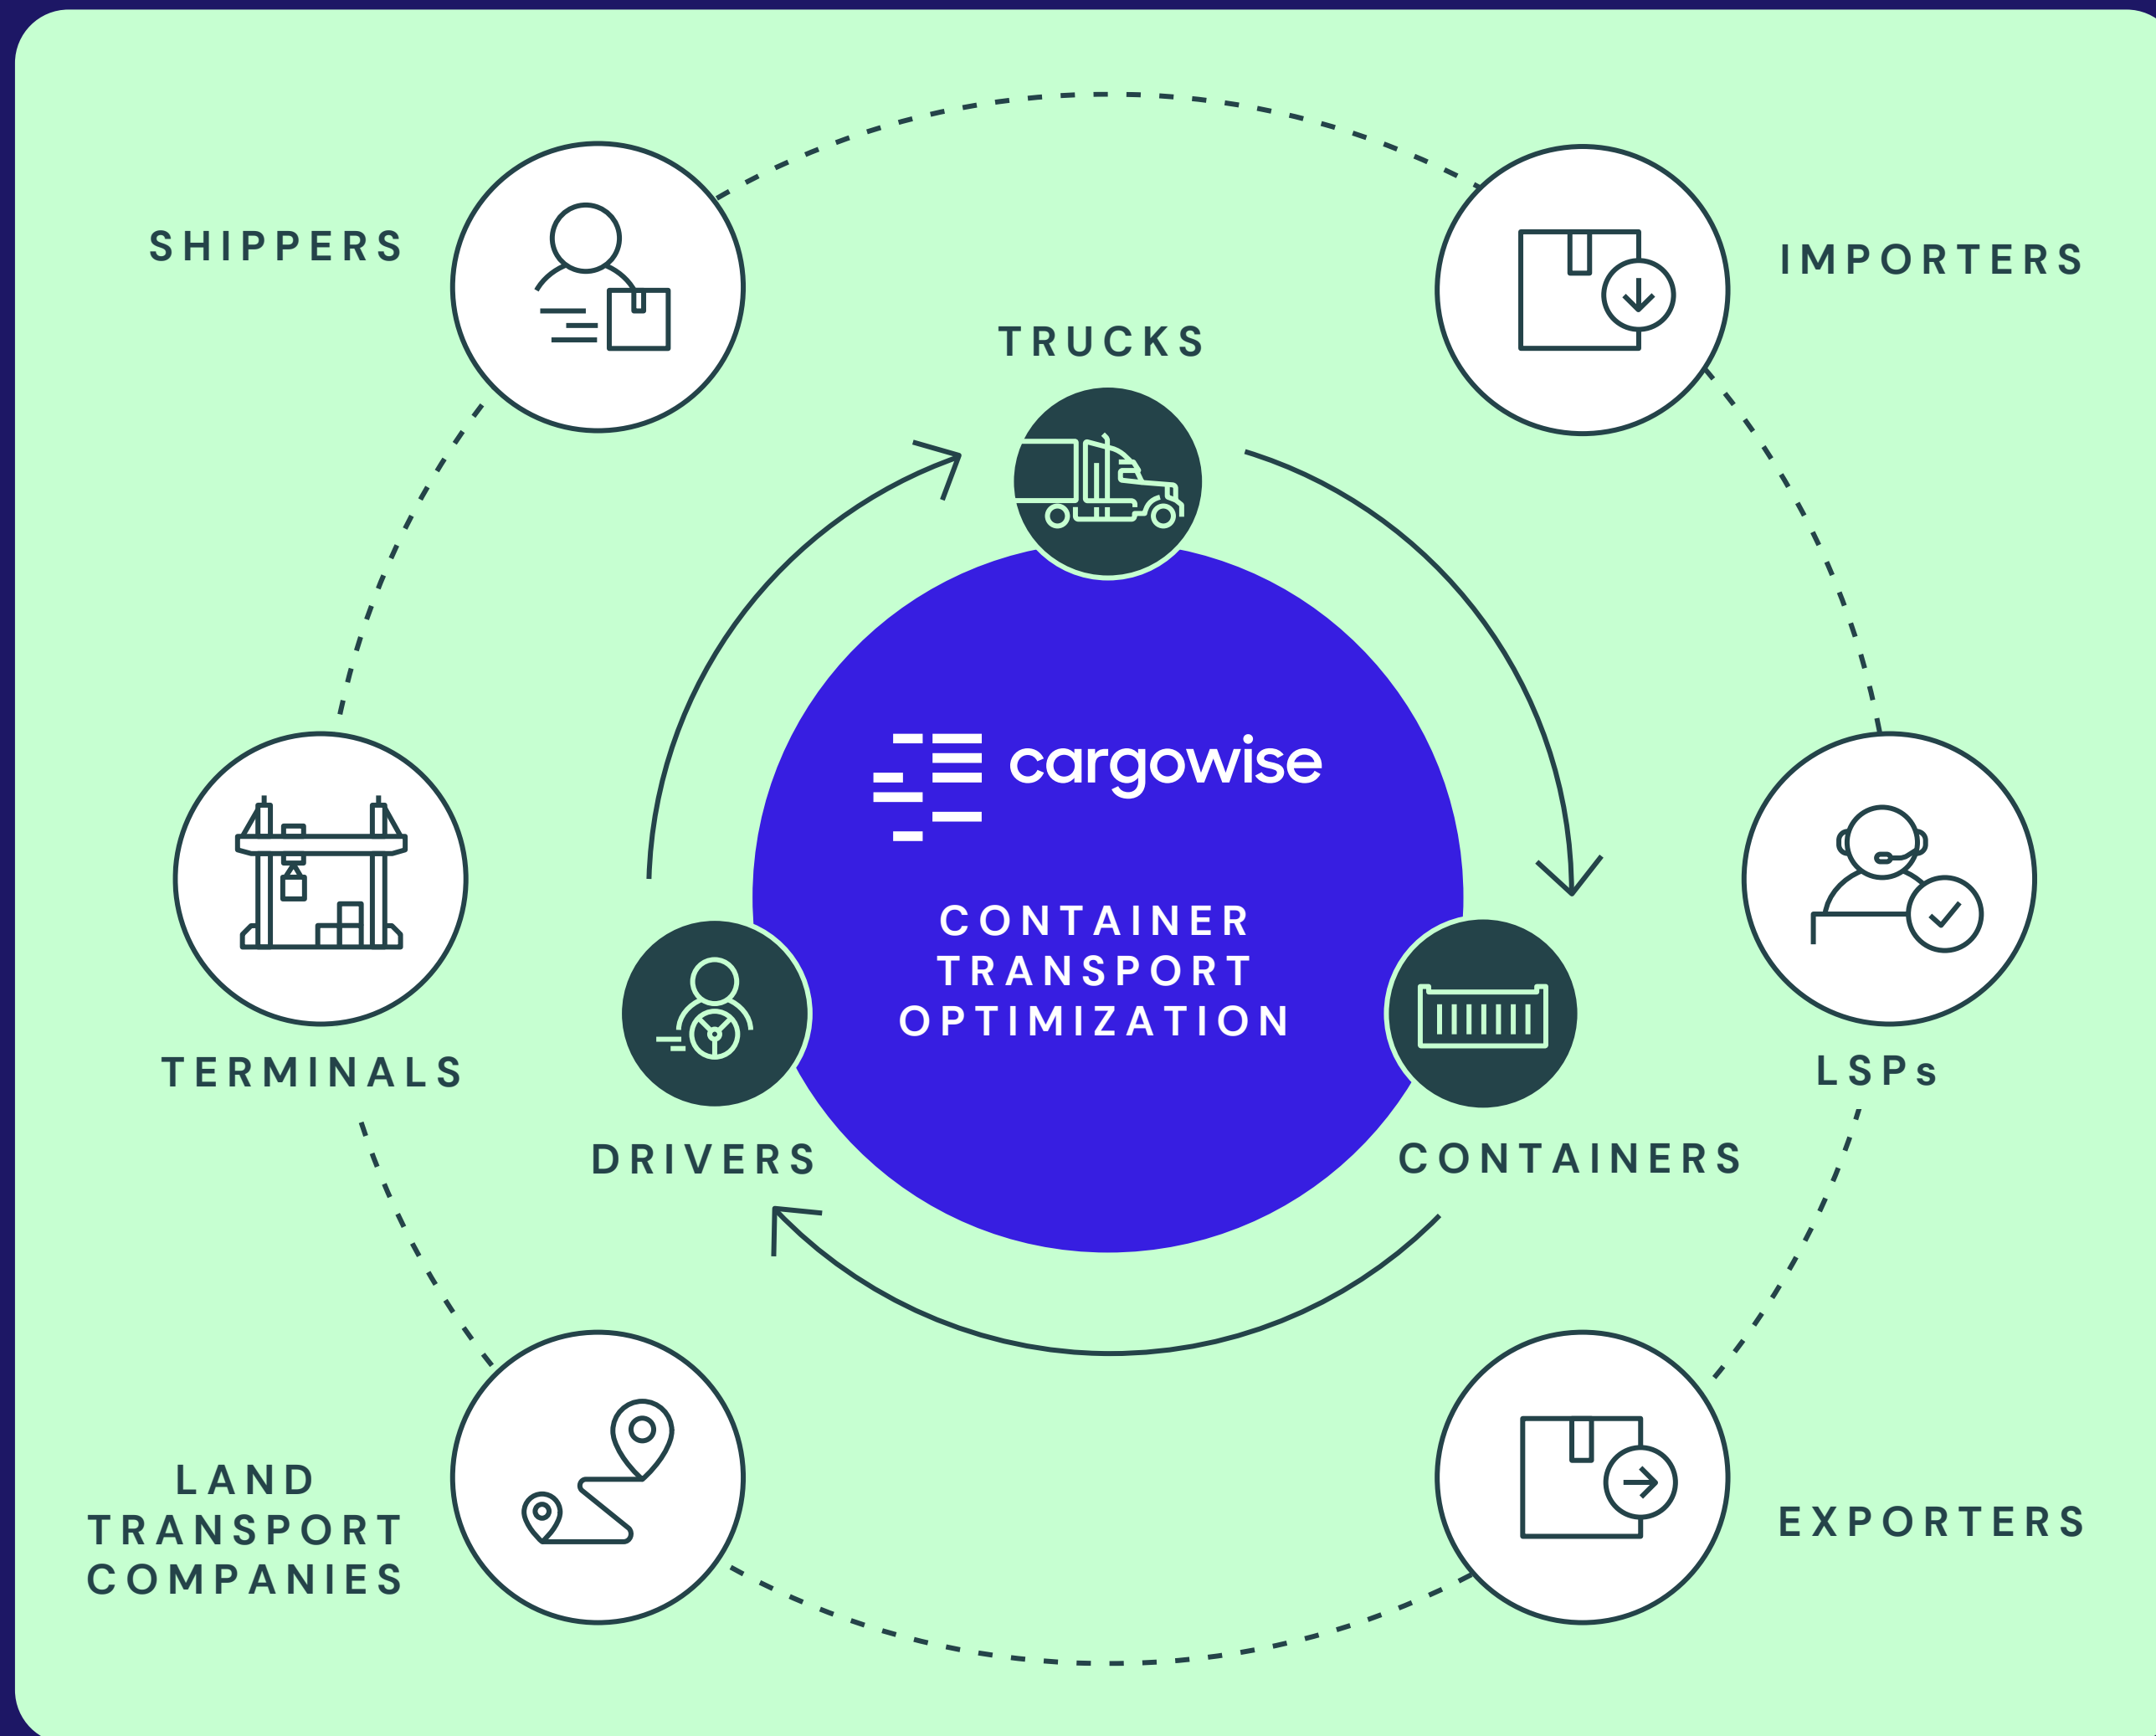 SHIPPERS
IMPORTERS
TRUCKS
cargowise
CONTAINER
TRANSPORT
OPTIMIZATION
TERMINALS
LSPs
DRIVERS
CONTAINERS
LAND
TRANSPORT
COMPANIES
EXPORTERS